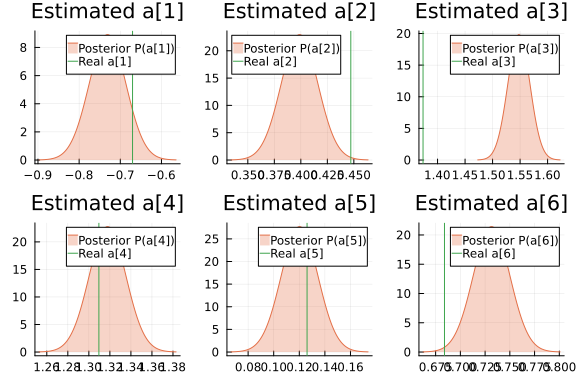 Estimated a[1]
Estimated a[2]
Estimated a[3]
8
6
4
2
0
Posterior P(a[1])
Real a[1]
−0.9 −0.8 −0.7 −0.6
20
15
10
5
0
Posterior P(a[2])
Real a[2]
0.350 0.375 0.400 0.425 0.450
20
15
10
5
0
Posterior P(a[3])
Real a[3]
1.40 1.45 1.50 1.55 1.60
Estimated a[4]
Estimated a[5]
Estimated a[6]
20
15
10
5
0
Posterior P(a[4])
Real a[4]
1.26 1.28 1.30 1.32 1.34 1.36 1.38
25
20
15
10
5
0
Posterior P(a[5])
Real a[5]
0.08 0.10 0.12 0.14 0.16
20
15
10
5
0
Posterior P(a[6])
Real a[6]
0.675 0.700 0.725 0.750 0.775 0.800